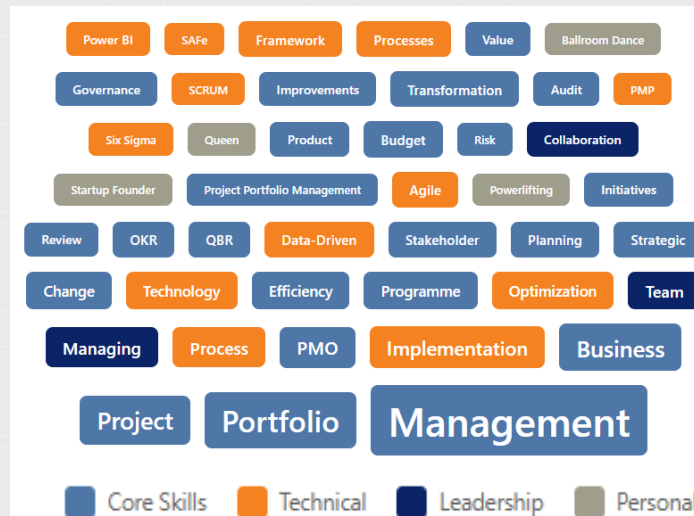 Power BI SAFe Framework Processes Value Ballroom Dance
Governance SCRUM Improvements Transformation Audit PMP
Six Sigma Queen Product Budget Risk Collaboration
Startup Founder Project Portfolio Management Agile Powerlifting Initiatives
Review OKR QBR Data-Driven Stakeholder Planning Strategic
Change Technology Efficiency Programme Optimization Team
Managing Process PMO Implementation Business
Project Portfolio Management
Core Skills Technical Leadership Personal